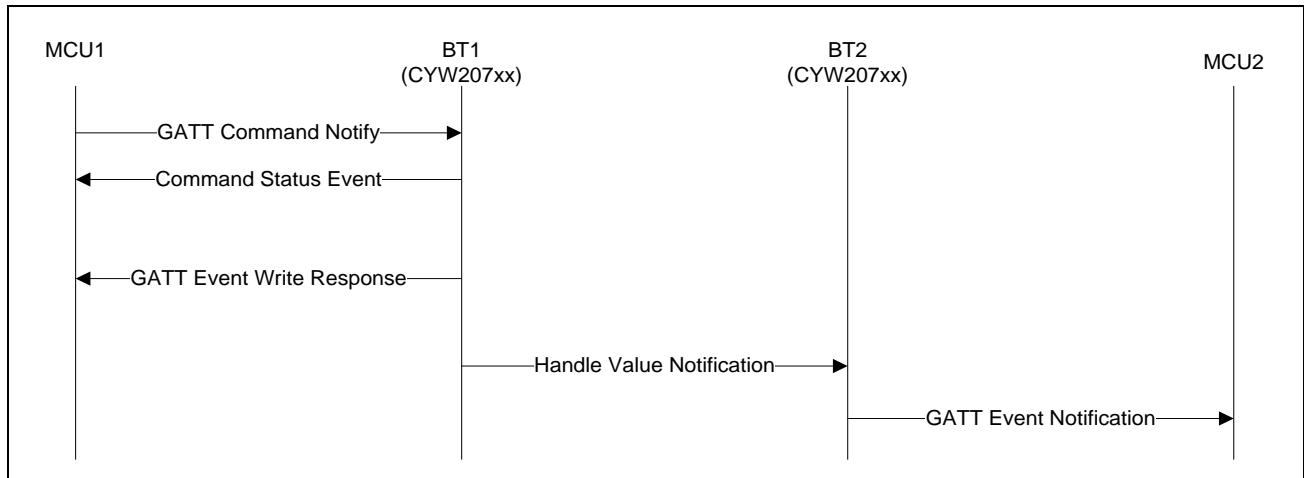 MCU1
BT1
(CYW207xx)
BT2
(CYW207xx)
MCU2
GATT Command Notify
Command Status Event
GATT Event Write Response
Handle Value Notification
GATT Event Notification